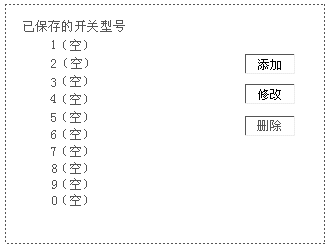 已保存的开关型号
1（空）
2（空）
3（空）
4（空）
5（空）
6（空）
7（空）
8（空）
9（空）
0（空）
添加
修改
删除